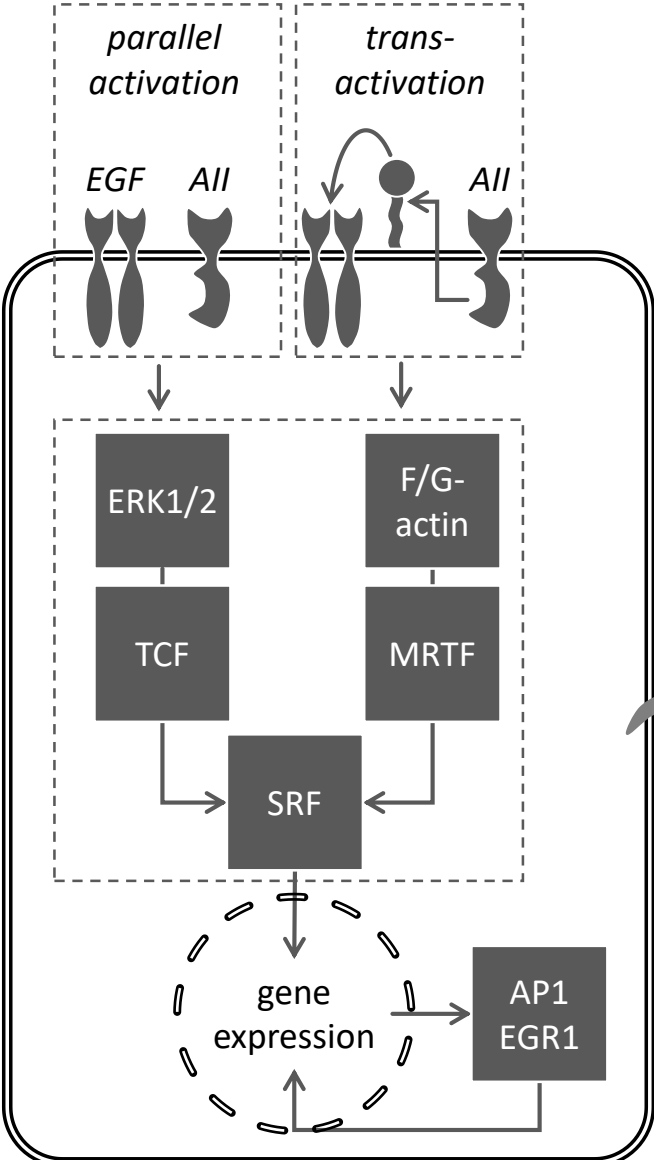 parallel
activation
trans-
activation
EGF
AII
AII
ERK1/2
F/G-
actin
TCF
MRTF
SRF
gene
expression
AP1
EGR1